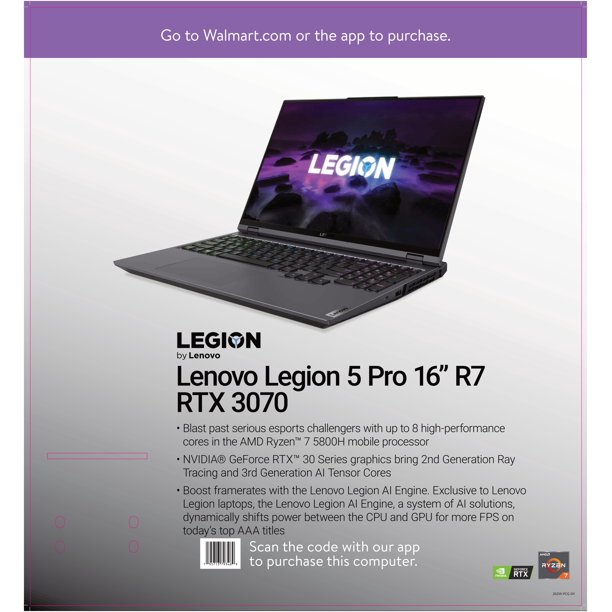 Go to Walmart.com or the app to purchase.
LEGION
LEGION
by Lenovo
Lenovo Legion 5 Pro 16” R7
RTX 3070
• Blast past serious esports challengers with up to 8 high-performance
cores in the AMD Ryzen™ 7 5800H mobile processor
• NVIDIA® GeForce RTX™ 30 Series graphics bring 2nd Generation Ray
Tracing and 3rd Generation AI Tensor Cores
• Boost framerates with the Lenovo Legion AI Engine. Exclusive to Lenovo
Legion laptops, the Lenovo Legion AI Engine, a system of AI solutions,
dynamically shifts power between the CPU and GPU for more FPS on
today's top AAA titles
Scan the code with our app
to purchase this computer.
NVIDIA
GEFORCE
RTX
AMD
RYZEN
7